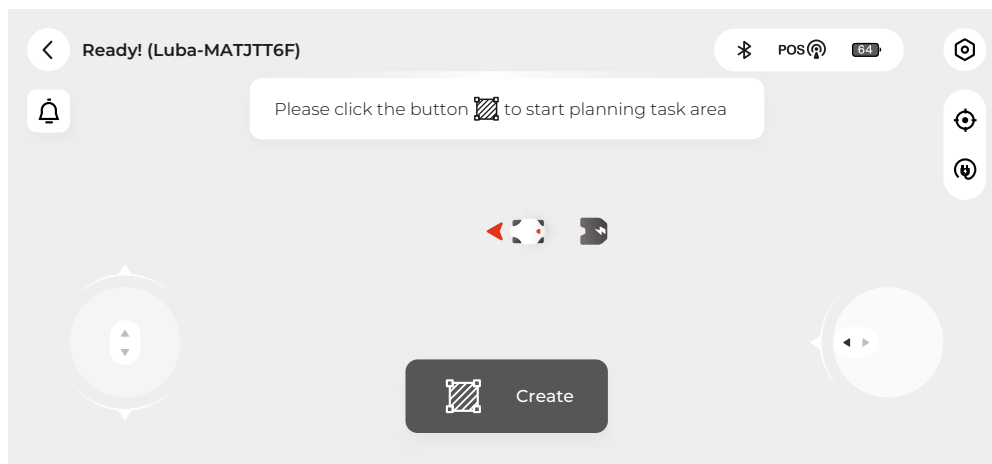 Ready! (Luba-MATJTT6F)
POS
64
Please click the button to start planning task area
Create